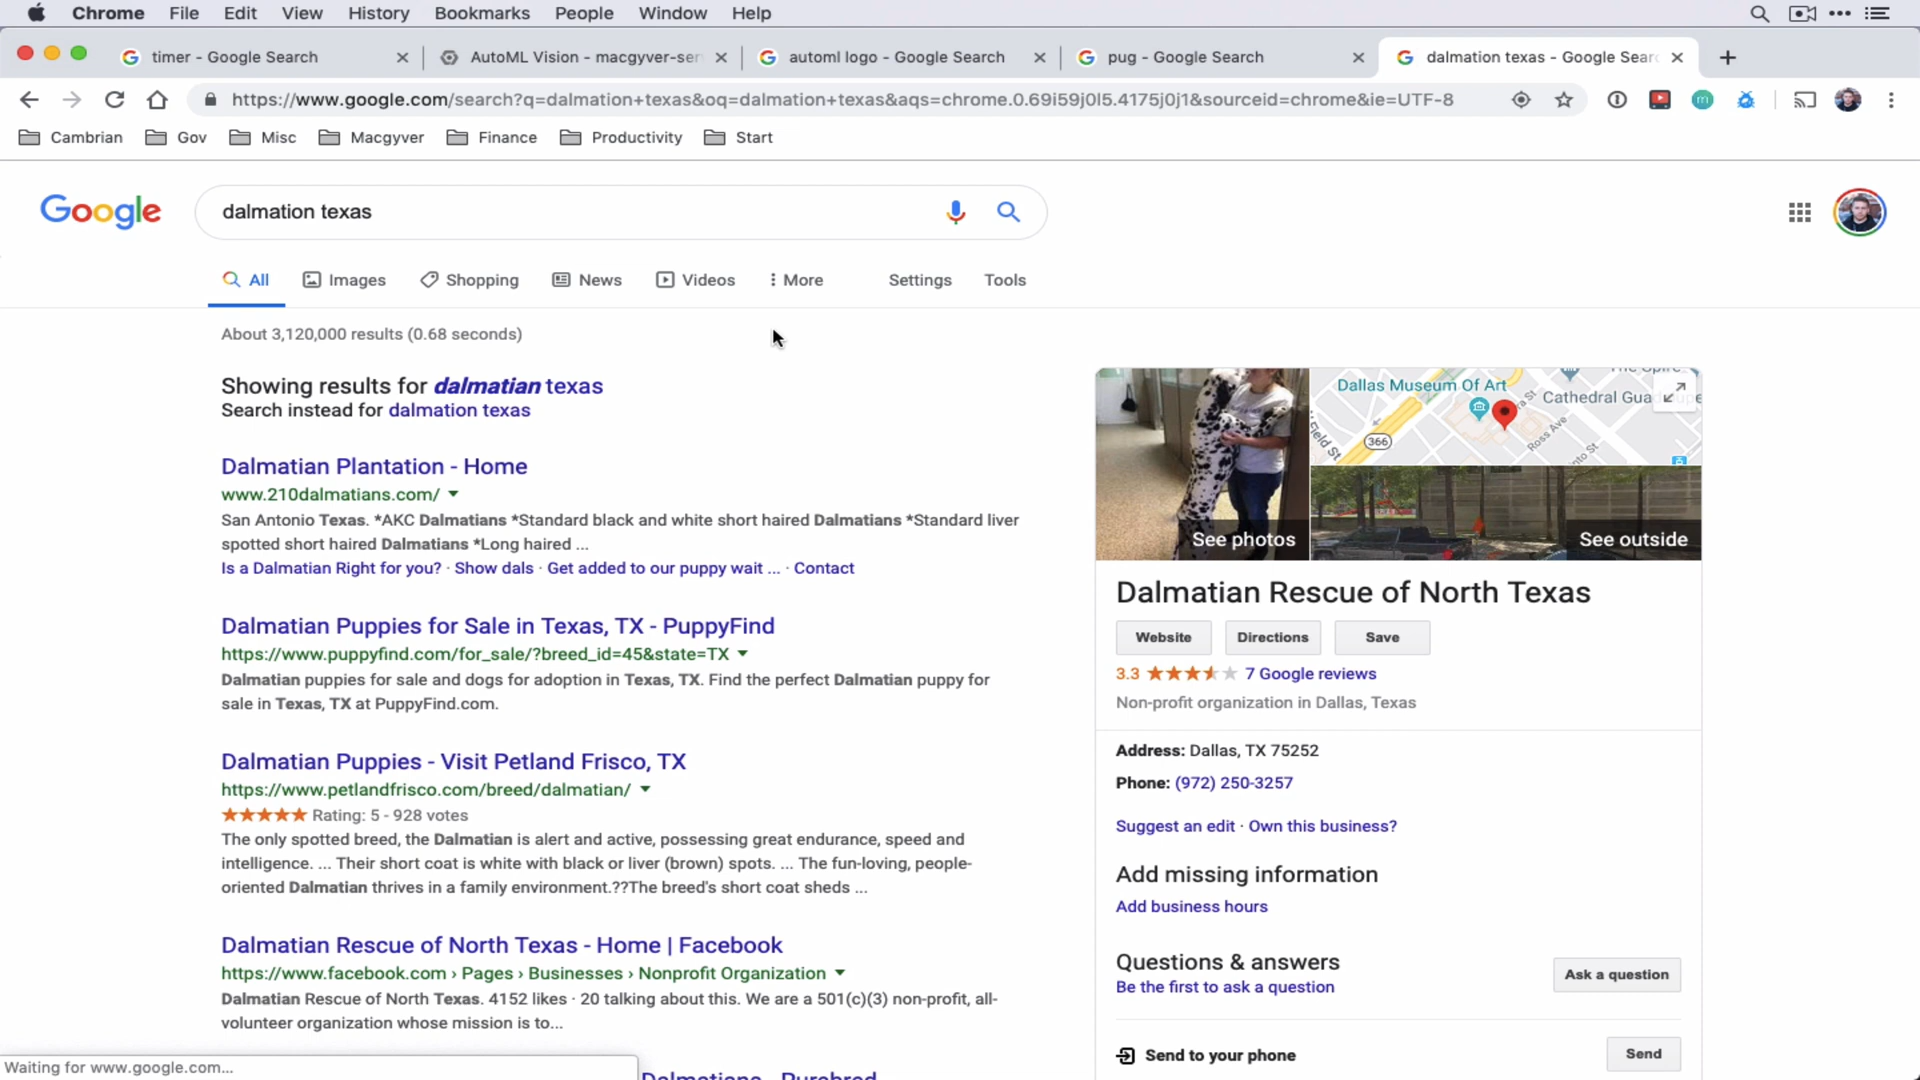 Chrome File Edit View History Bookmarks People Window Help
timer - Google Search
AutoML Vision - macgyver-ser
automl logo - Google Search
pug - Google Search
dalmation texas - Google Sear
https://www.google.com/search?q=dalmation+texas&oq=dalmation+texas&aqs=chrome.0.69i59j0l5.4175j0j1&sourceid=chrome&ie=UTF-8
Cambrian Gov Misc Macgyver Finance Productivity Start
Google
dalmation texas
All Images Shopping News Videos More Settings Tools
About 3,120,000 results (0.68 seconds)
Showing results for dalmatian texas
Search instead for dalmation texas
Dalmatian Plantation - Home
www.210dalmatians.com/
San Antonio Texas. *AKC Dalmatians *Standard black and white short haired Dalmatians *Standard liver
spotted short haired Dalmatians *Long haired ...
Is a Dalmatian Right for you? · Show dals · Get added to our puppy wait ... · Contact
Dalmatian Puppies for Sale in Texas, TX - PuppyFind
https://www.puppyfind.com/for_sale/?breed_id=45&state=TX
Dalmatian puppies for sale and dogs for adoption in Texas, TX. Find the perfect Dalmatian puppy for
sale in Texas, TX at PuppyFind.com.
Dalmatian Puppies - Visit Petland Frisco, TX
https://www.petlandfrisco.com/breed/dalmatian/
Rating: 5 - 928 votes
The only spotted breed, the Dalmatian is alert and active, possessing great endurance, speed and
intelligence. ... Their short coat is white with black or liver (brown) spots. ... The fun-loving, people-
oriented Dalmatian thrives in a family environment.??The breed's short coat sheds ...
Dalmatian Rescue of North Texas - Home | Facebook
https://www.facebook.com › Pages › Businesses › Nonprofit Organization
Dalmatian Rescue of North Texas. 4152 likes · 20 talking about this. We are a 501(c)(3) non-profit, all-
volunteer organization whose mission is to...
Waiting for www.google.com...
Dallas Museum Of Art
Cathedral Gua
366
Ross Ave
See photos
See outside
Dalmatian Rescue of North Texas
Website Directions Save
3.3 7 Google reviews
Non-profit organization in Dallas, Texas
Address: Dallas, TX 75252
Phone: (972) 250-3257
Suggest an edit · Own this business?
Add missing information
Add business hours
Questions & answers
Be the first to ask a question
Ask a question
Send to your phone
Send